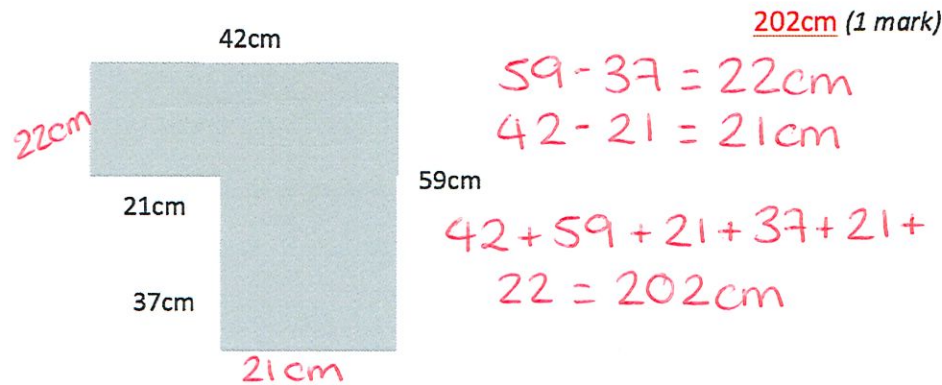 202cm (1 mark)
42cm
59 - 37 = 22cm
42 - 21 = 21cm
22cm
59cm
21cm
42 + 59 + 21 + 37 + 21 +
22 = 202cm
37cm
21cm